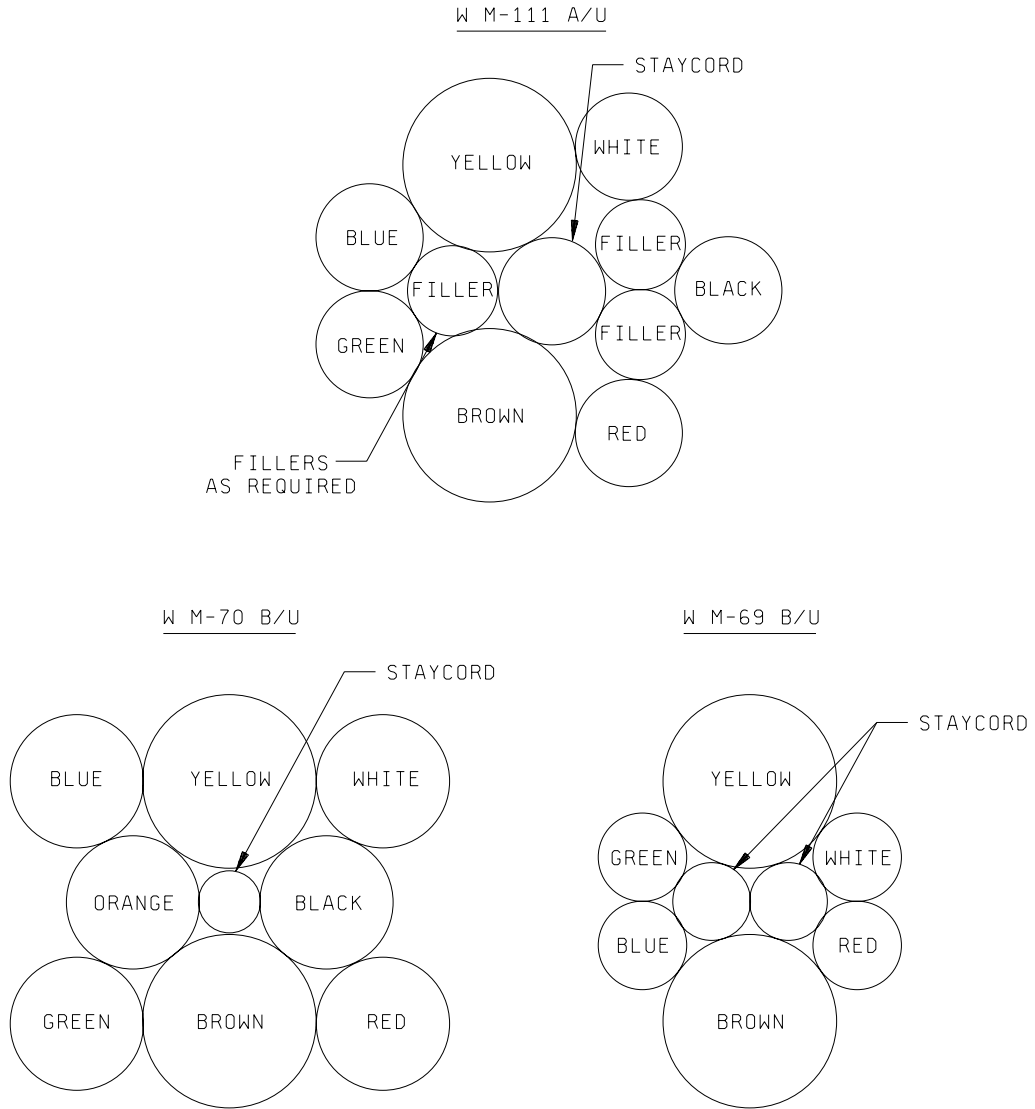 W M-111 A/U
STAYCORD
WHITE
YELLOW
BLUE
FILLER
FILLER
BLACK
FILLER
GREEN
BROWN
RED
FILLERS
AS REQUIRED
W M-70 B/U
STAYCORD
BLUE
YELLOW
WHITE
ORANGE
BLACK
GREEN
BROWN
RED
W M-69 B/U
STAYCORD
YELLOW
GREEN
WHITE
BLUE
RED
BROWN